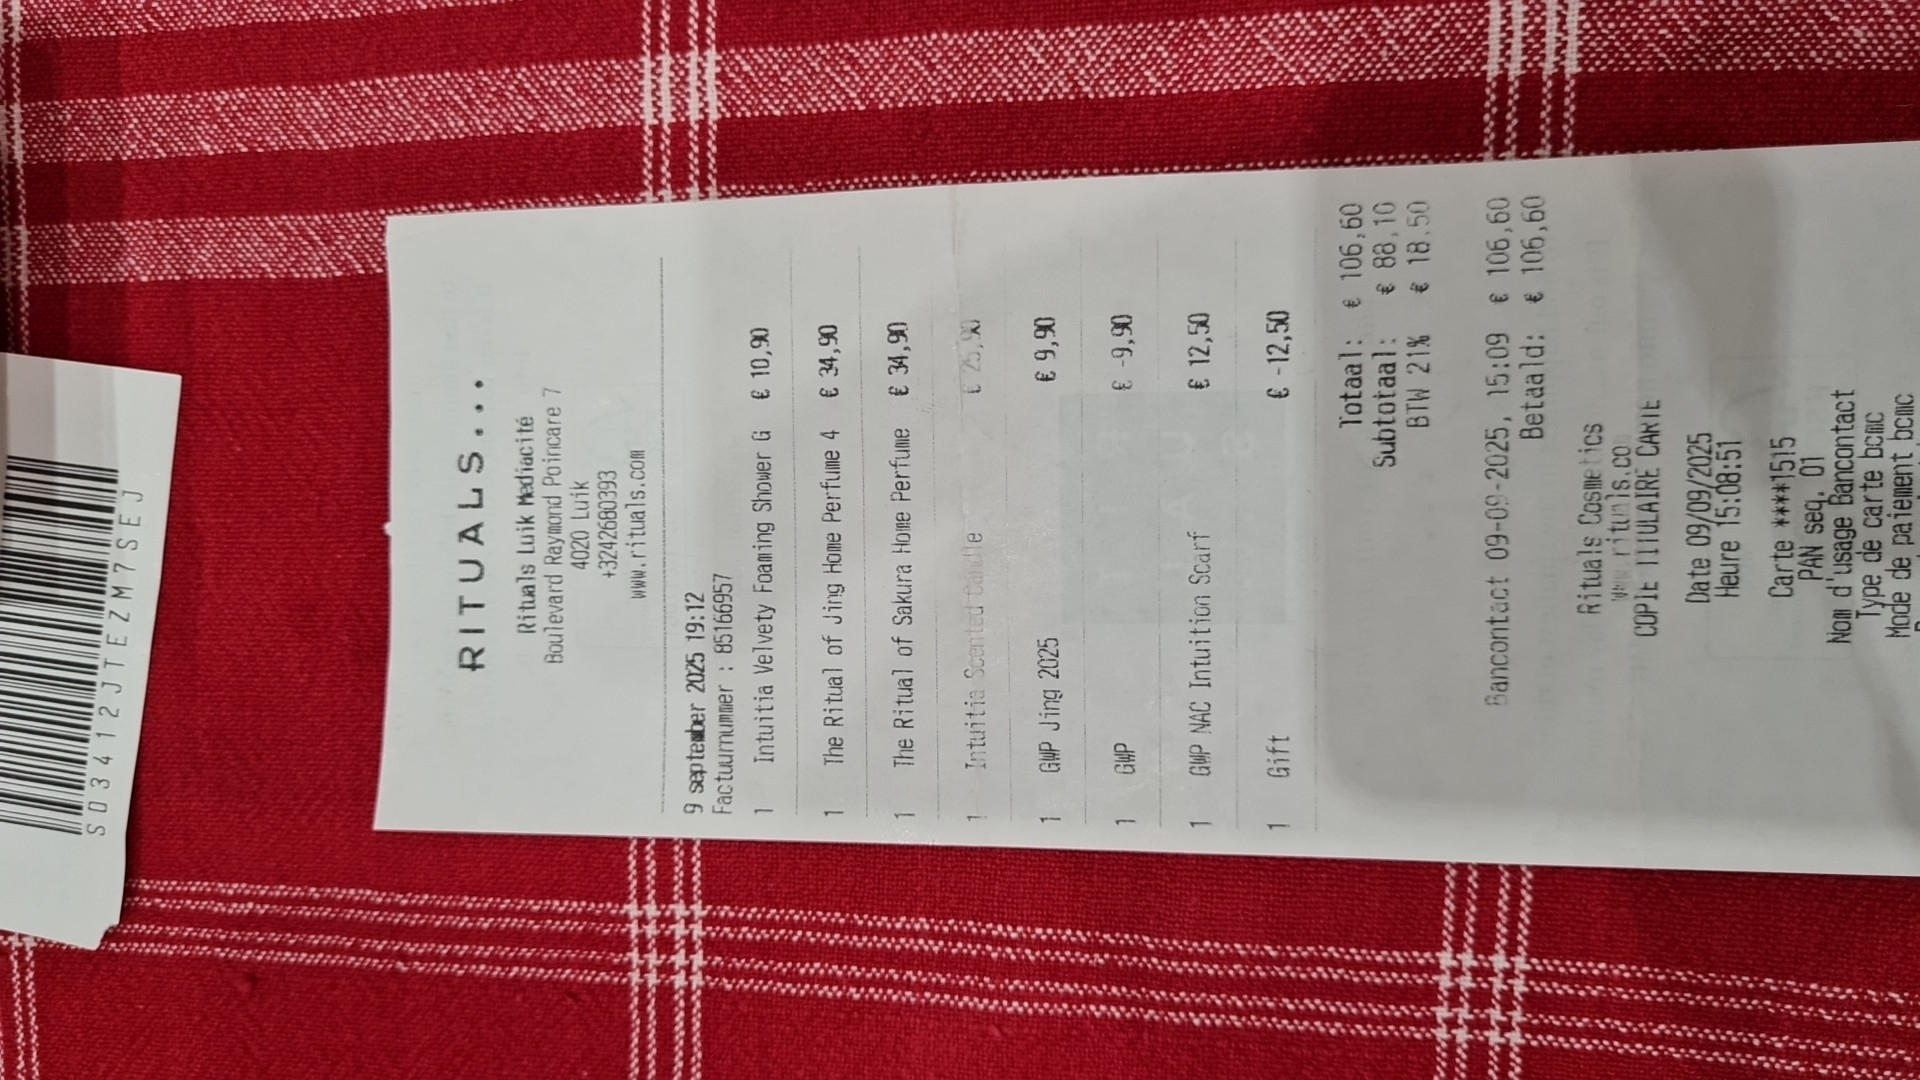 SD3412JTEZM7SEJ
RITUALS...
Rituals Luik Mediacité
Boulevard Raymond Poincare 7
4020 Luik
+3242680393
www.rituals.com
9 september 2025 19:12
Factuurnummer : 85166957
1 Intuitia Velvety Foaming Shower G € 10,90
1 The Ritual of Jing Home Perfume 4 € 34,90
1 The Ritual of Sakura Home Perfume € 34,90
1 Intuitia Scented Candle € 25,90
1 GWP Jing 2025 € 9,90
1 GWP € -9,90
1 GWP NAC Intuition Scarf € 12,50
1 Gift € -12,50
Totaal: € 106,60
Subtotaal: € 88,10
BTW 21% € 18,50
Bancontact 09-09-2025, 15:09 € 106,60
Betaald: € 106,60
Rituals Cosmetics
www.rituals.co
COPIE TITULAIRE CARTE
Date 09/09/2025
Heure 15:08:51
Carte ****1515
PAN seq. 01
Nom d'usage Bancontact
Type de carte bcmc
Mode de paiement bcmc